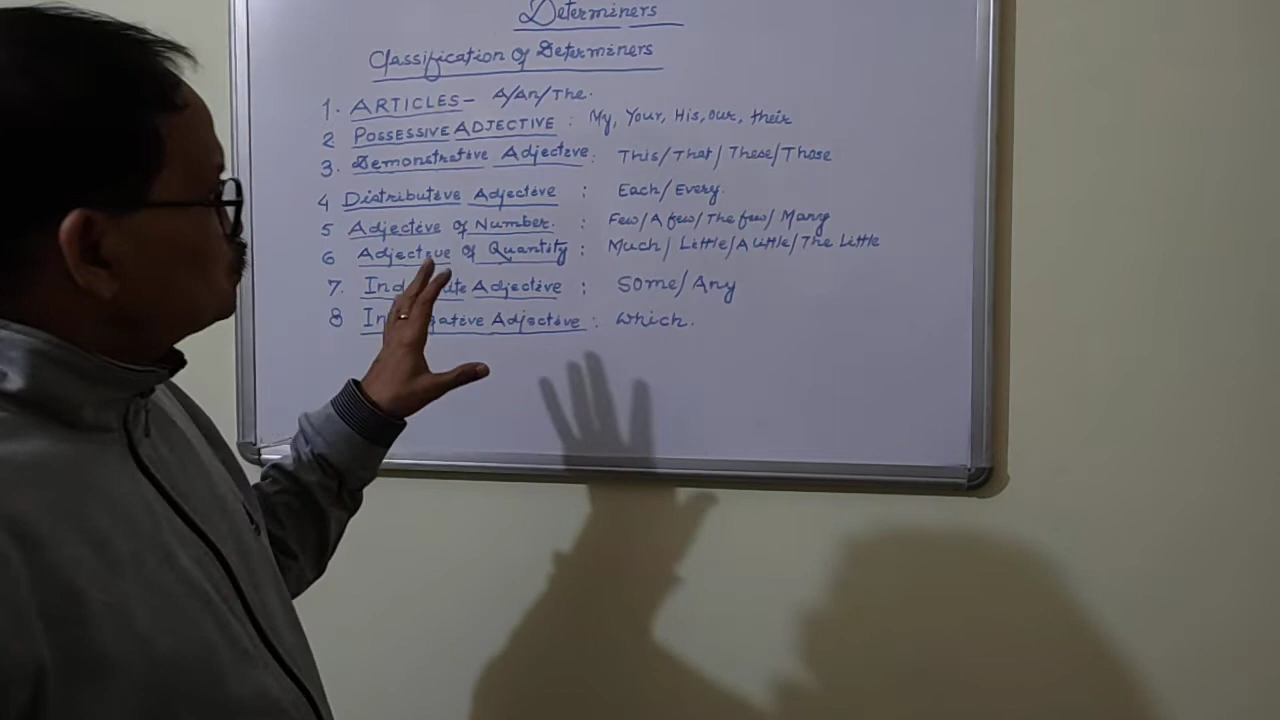 Determiners
Classification of Determiners
1. ARTICLES - A/An/The.
2 POSSESSIVE ADJECTIVE : My, Your, His, our, their
3. Demonstrative Adjective: This/That/These/Those
4 Distributive Adjective : Each/Every.
5 Adjective of Number. : Few/A few/The few/Many
6 Adjective of Quantity : Much/Little/A little/The Little
7. Adjective : Some/Any
8 Adjective : Which.